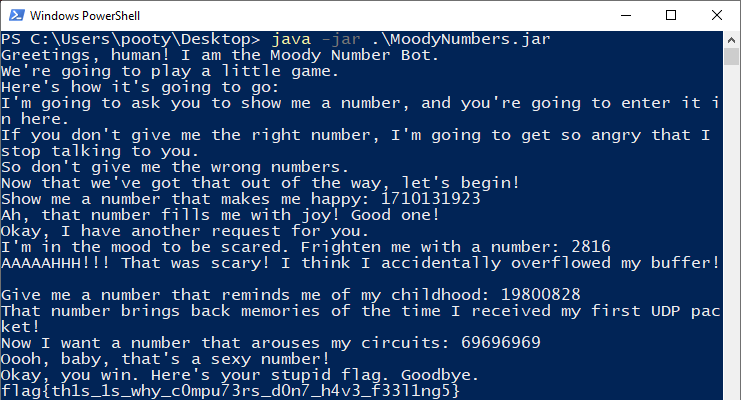 Windows PowerShell
PS C:\Users\pooty\Desktop> java -jar .\MoodyNumbers.jar
Greetings, human! I am the Moody Number Bot.
We're going to play a little game.
Here's how it's going to go:
I'm going to ask you to show me a number, and you're going to enter it i
n here.
If you don't give me the right number, I'm going to get so angry that I
stop talking to you.
So don't give me the wrong numbers.
Now that we've got that out of the way, let's begin!
Show me a number that makes me happy: 1710131923
Ah, that number fills me with joy! Good one!
Okay, I have another request for you.
I'm in the mood to be scared. Frighten me with a number: 2816
AAAAAHHH!!! That was scary! I think I accidentally overflowed my buffer!
Give me a number that reminds me of my childhood: 19800828
That number brings back memories of the time I received my first UDP pac
ket!
Now I want a number that arouses my circuits: 69696969
Oooh, baby, that's a sexy number!
Okay, you win. Here's your stupid flag. Goodbye.
flag{th1s_1s_why_c0mpu73rs_d0n7_h4v3_f33l1ng5}